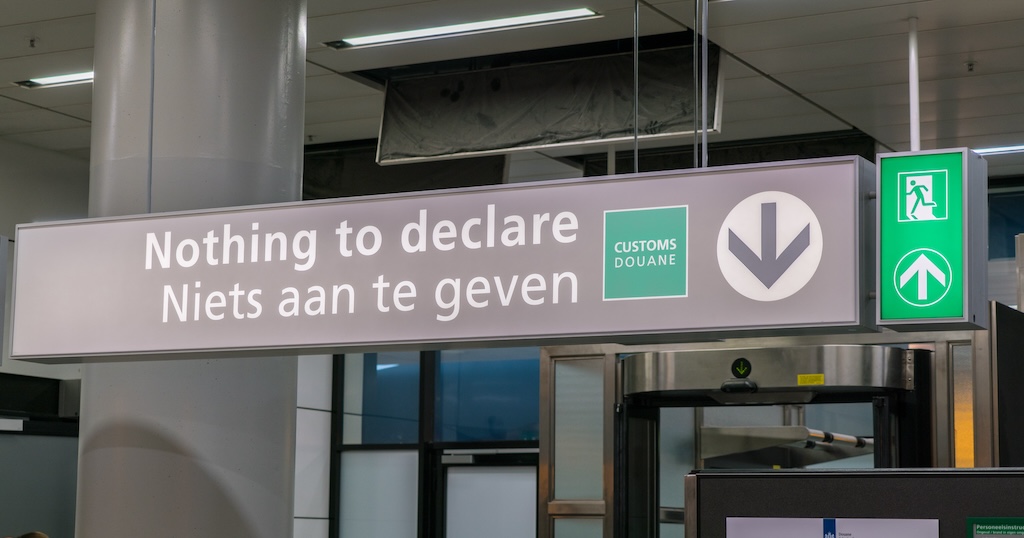 Nothing to declare
Niets aan te geven
CUSTOMS
DOUANE